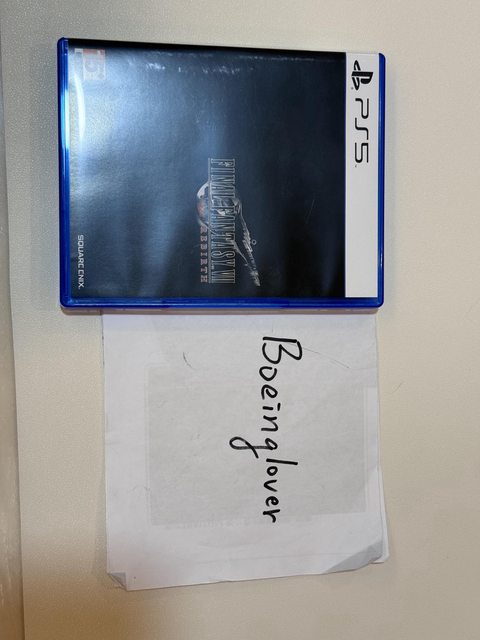 PS5
FINAL FANTASY VII
REBIRTH
SQUARE ENIX
Boeinglover